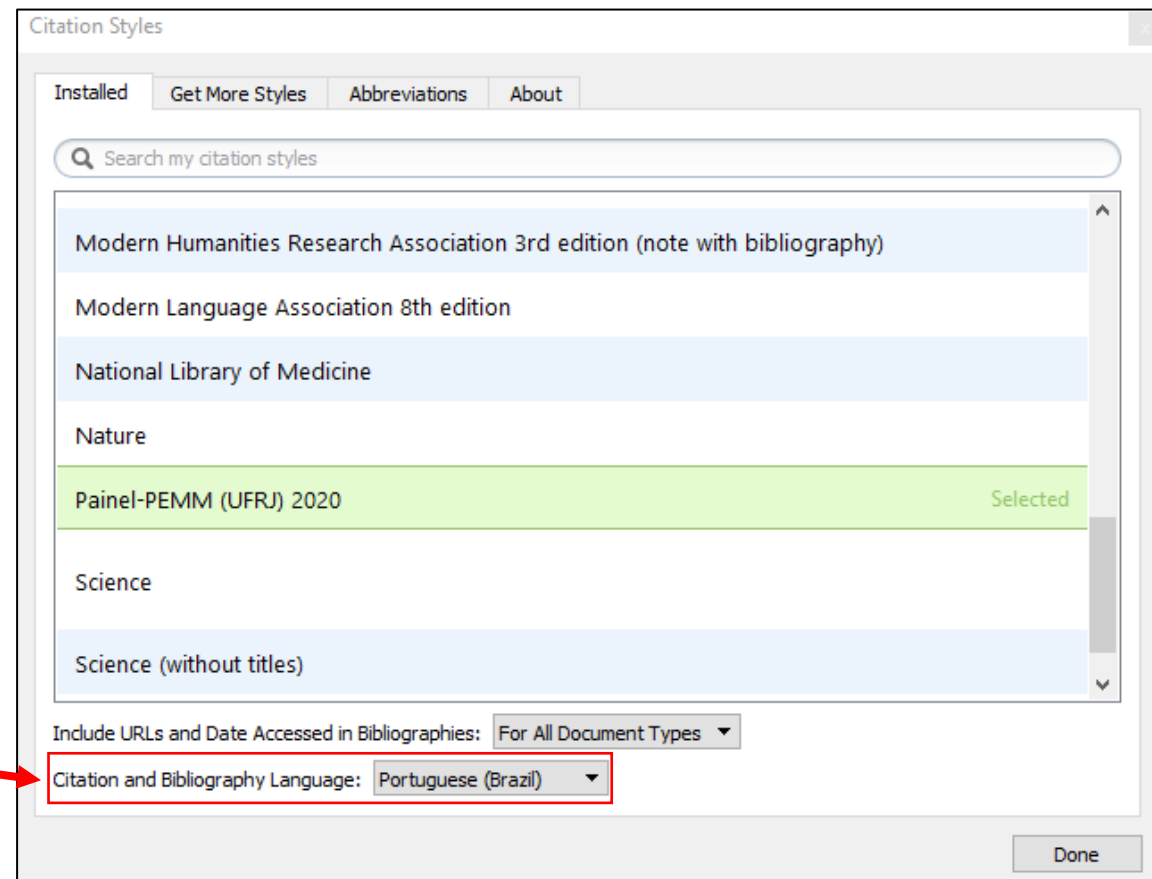 Citation Styles
x
Installed Get More Styles Abbreviations About
Search my citation styles
Modern Humanities Research Association 3rd edition (note with bibliography)
Modern Language Association 8th edition
National Library of Medicine
Nature
Painel-PEMM (UFRJ) 2020 Selected
Science
Science (without titles)
Include URLs and Date Accessed in Bibliographies: For All Document Types
Citation and Bibliography Language: Portuguese (Brazil)
Done